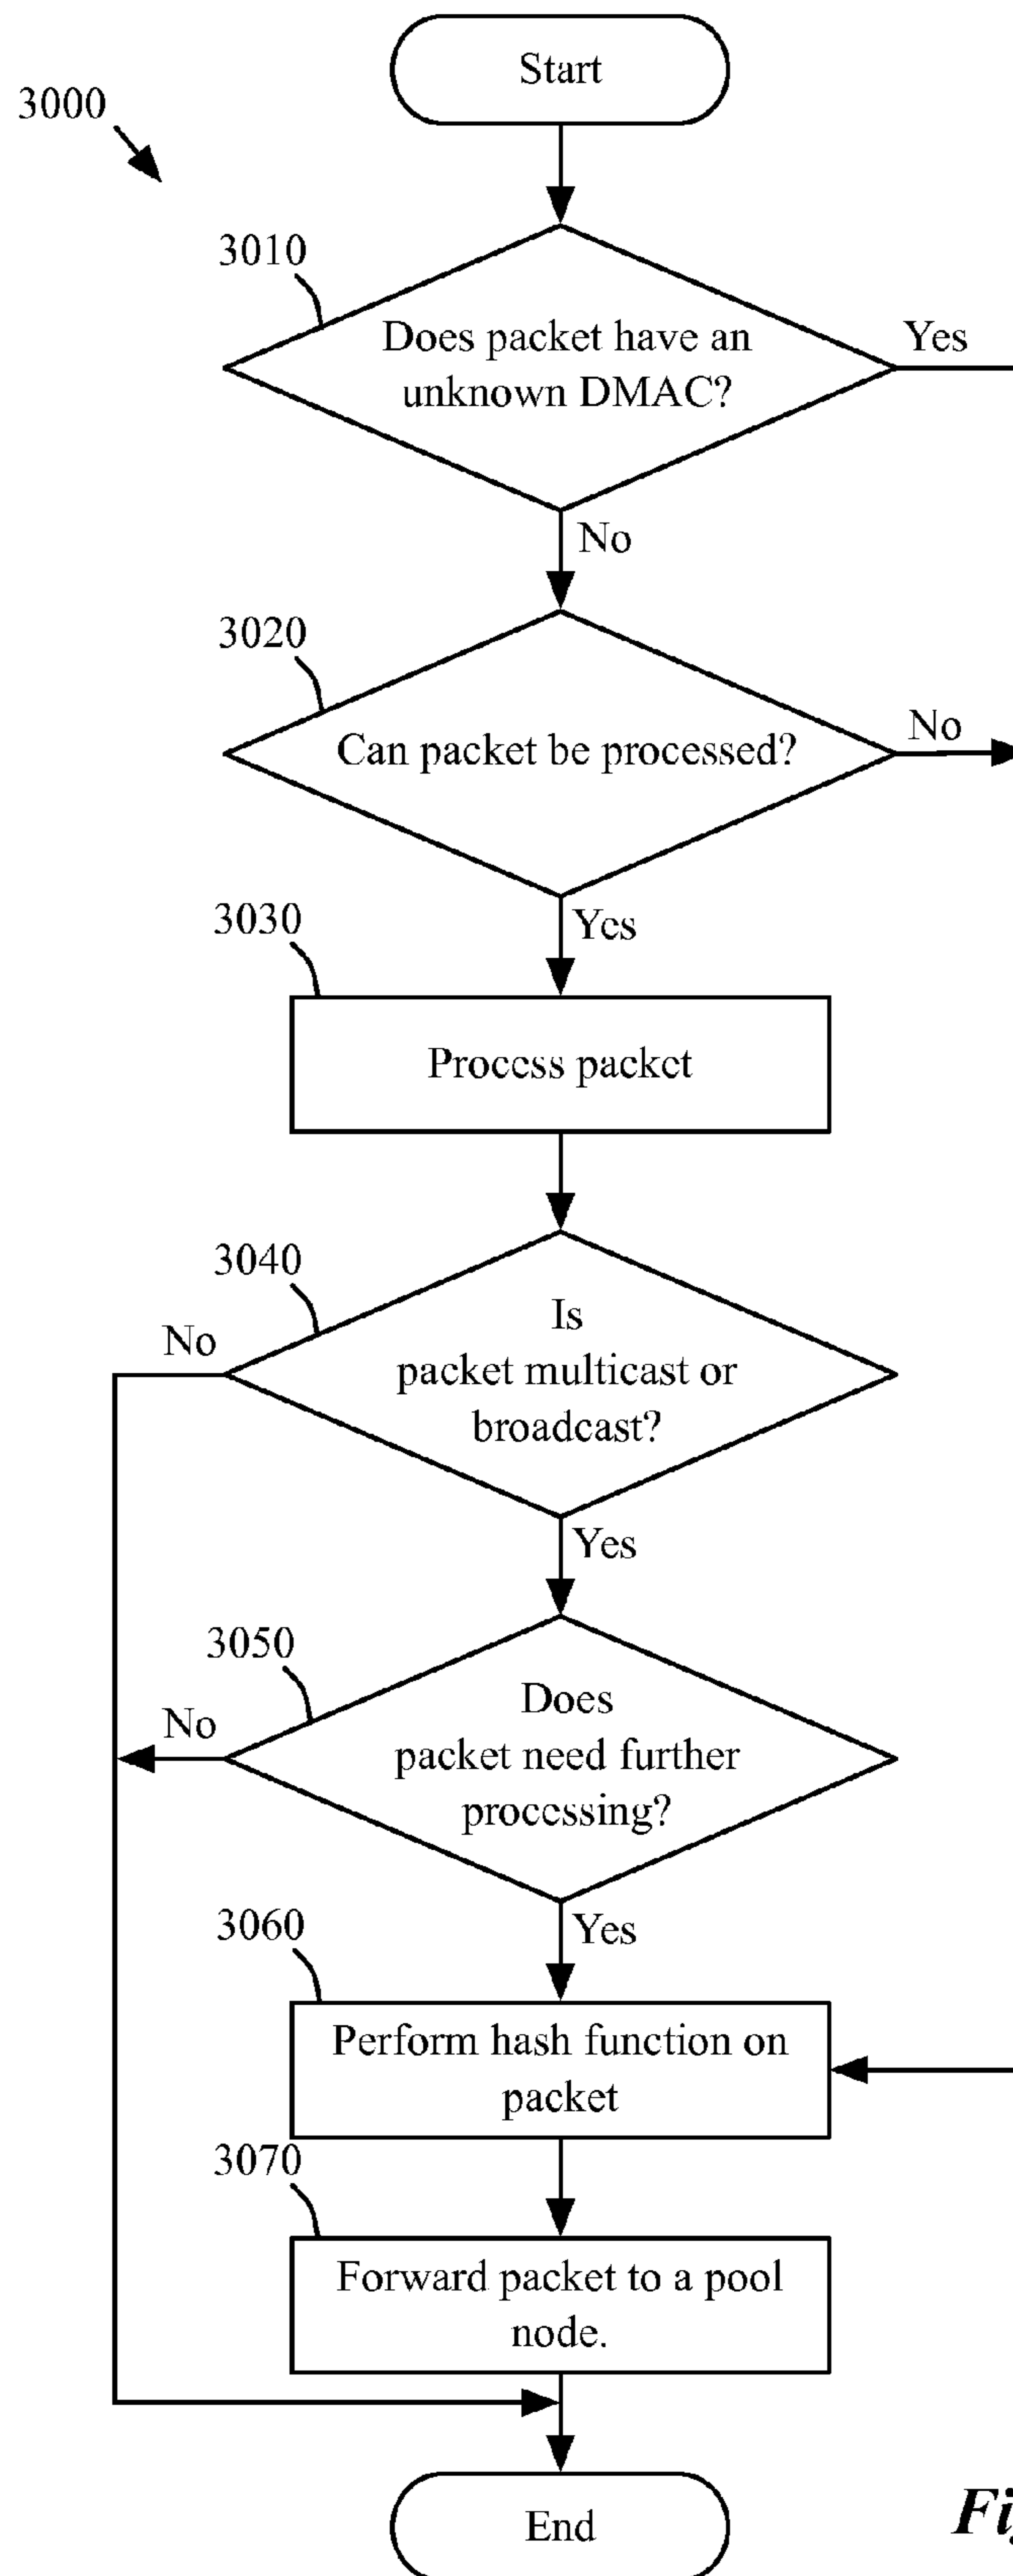 Start
3000
3010
Does packet have an
unknown DMAC?
Yes
No
3020
Can packet be processed?
No
Yes
3030
Process packet
3040
Is
packet multicast or
broadcast?
No
Yes
3050
Does
packet need further
processing?
No
Yes
3060
Perform hash function on
packet
3070
Forward packet to a pool
node.
End